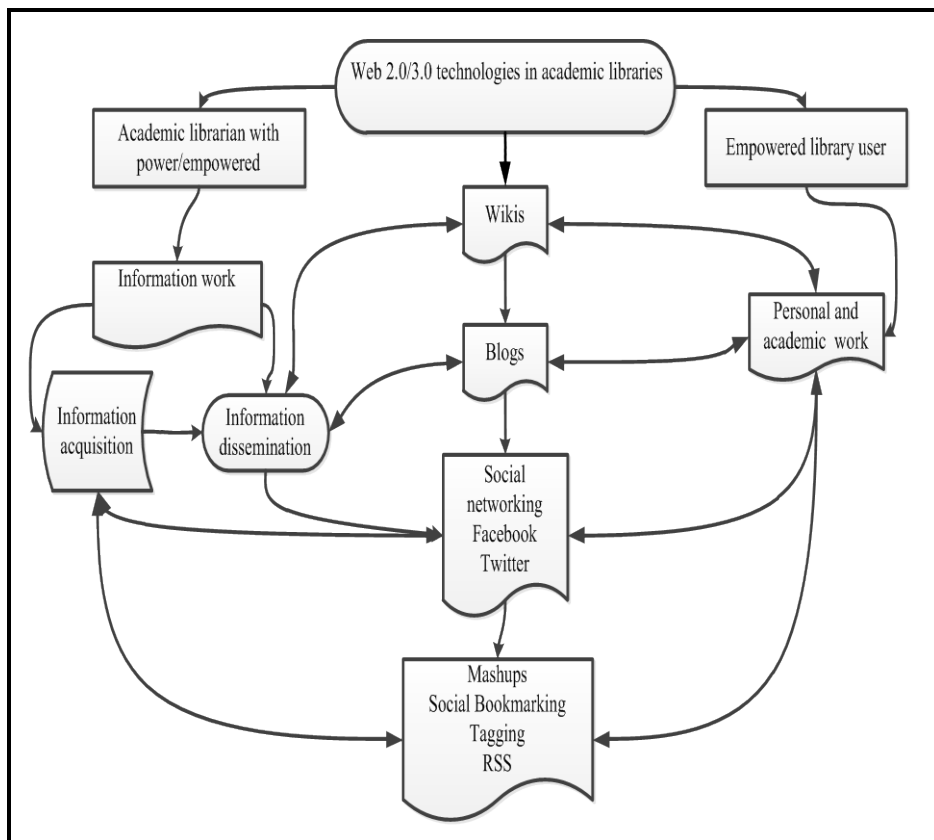 Web 2.0/3.0 technologies in academic libraries
Academic librarian with
power/empowered
Empowered library user
Wikis
Information work
Personal and
academic work
Blogs
Information
acquisition
Information
dissemination
Social
networking
Facebook
Twitter
Mashups
Social Bookmarking
Tagging
RSS